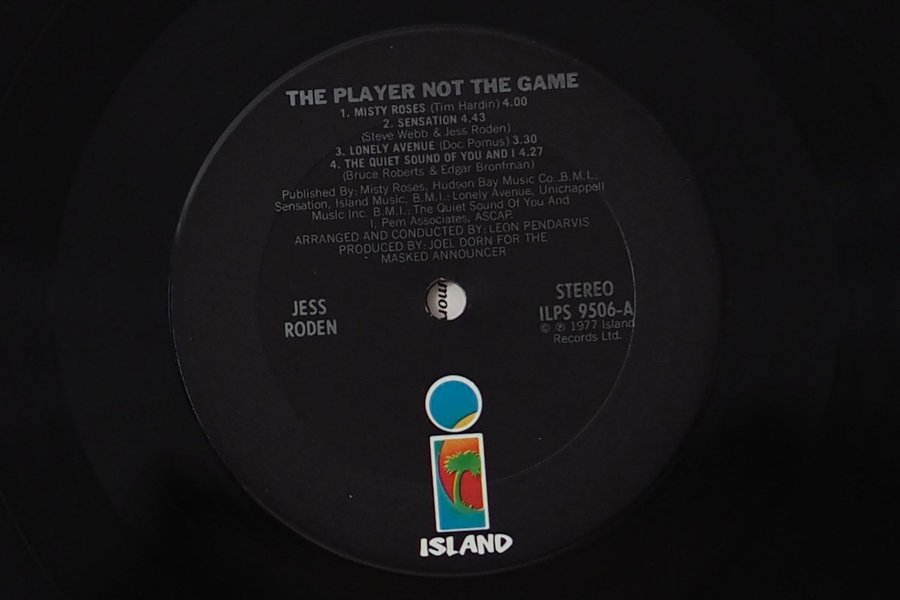 THE PLAYER NOT THE GAME
1. MISTY ROSES (Tim Hardin) 4.00
2. SENSATION 4.43
(Steve Webb & Jess Roden)
3. LONELY AVENUE (Doc Pomus) 3.30
4. THE QUIET SOUND OF YOU AND I 4.27
(Bruce Roberts & Edgar Bronfman)
Published By: Misty Roses, Hudson Bay Music Co. B.M.I.:
Sensation, Island Music, B.M.I.: Lonely Avenue, Unichappell
Music Inc. B.M.I.: The Quiet Sound Of You And
I, Pem Associates, ASCAP.
ARRANGED AND CONDUCTED BY: LEON PENDARVIS
PRODUCED BY: JOEL DORN FOR THE
MASKED ANNOUNCER
JESS
RODEN
STEREO
ILPS 9506-A
© ℗ 1977 Island
Records Ltd.
ISLAND